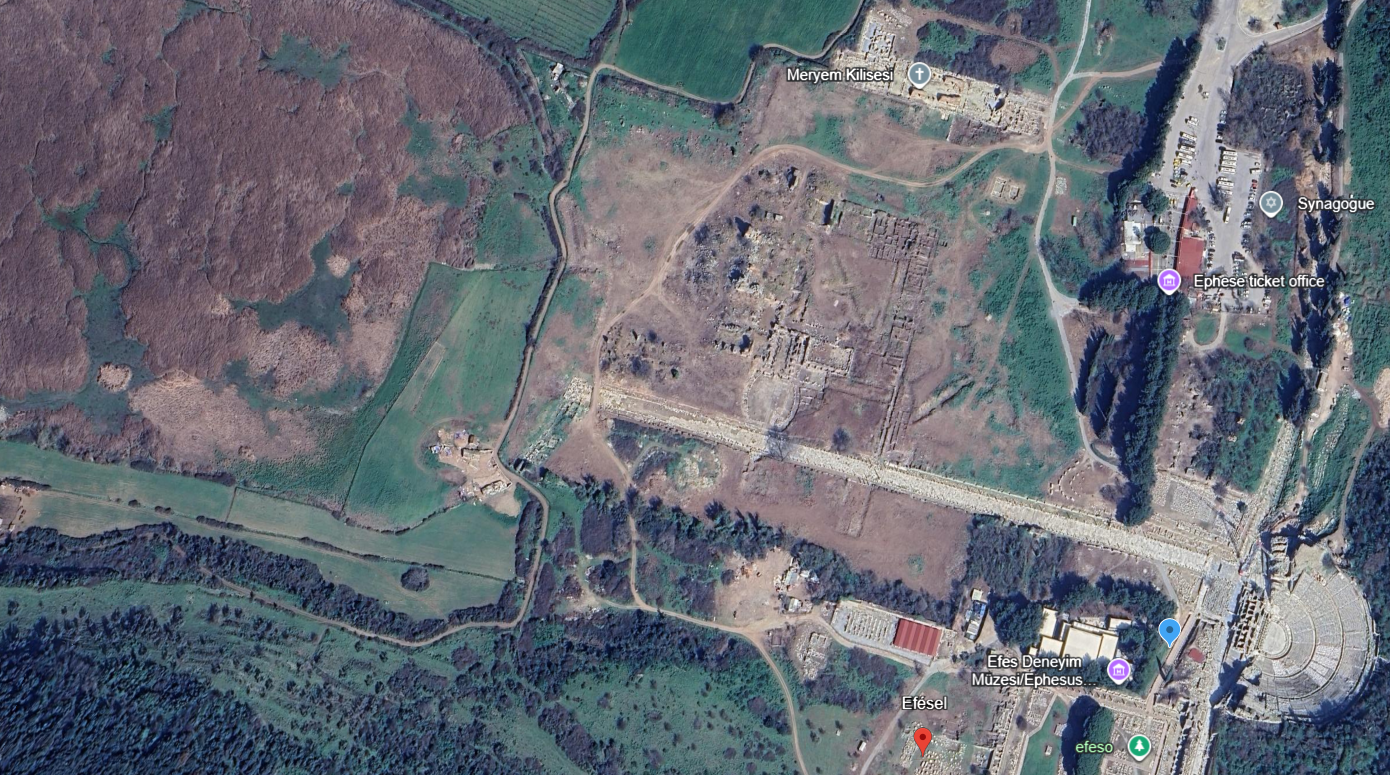 Meryem Kilisesi
Synagogue
Ephese ticket office
Efes Deneyim
Müzesi/Ephesus...
Efésel
efeso